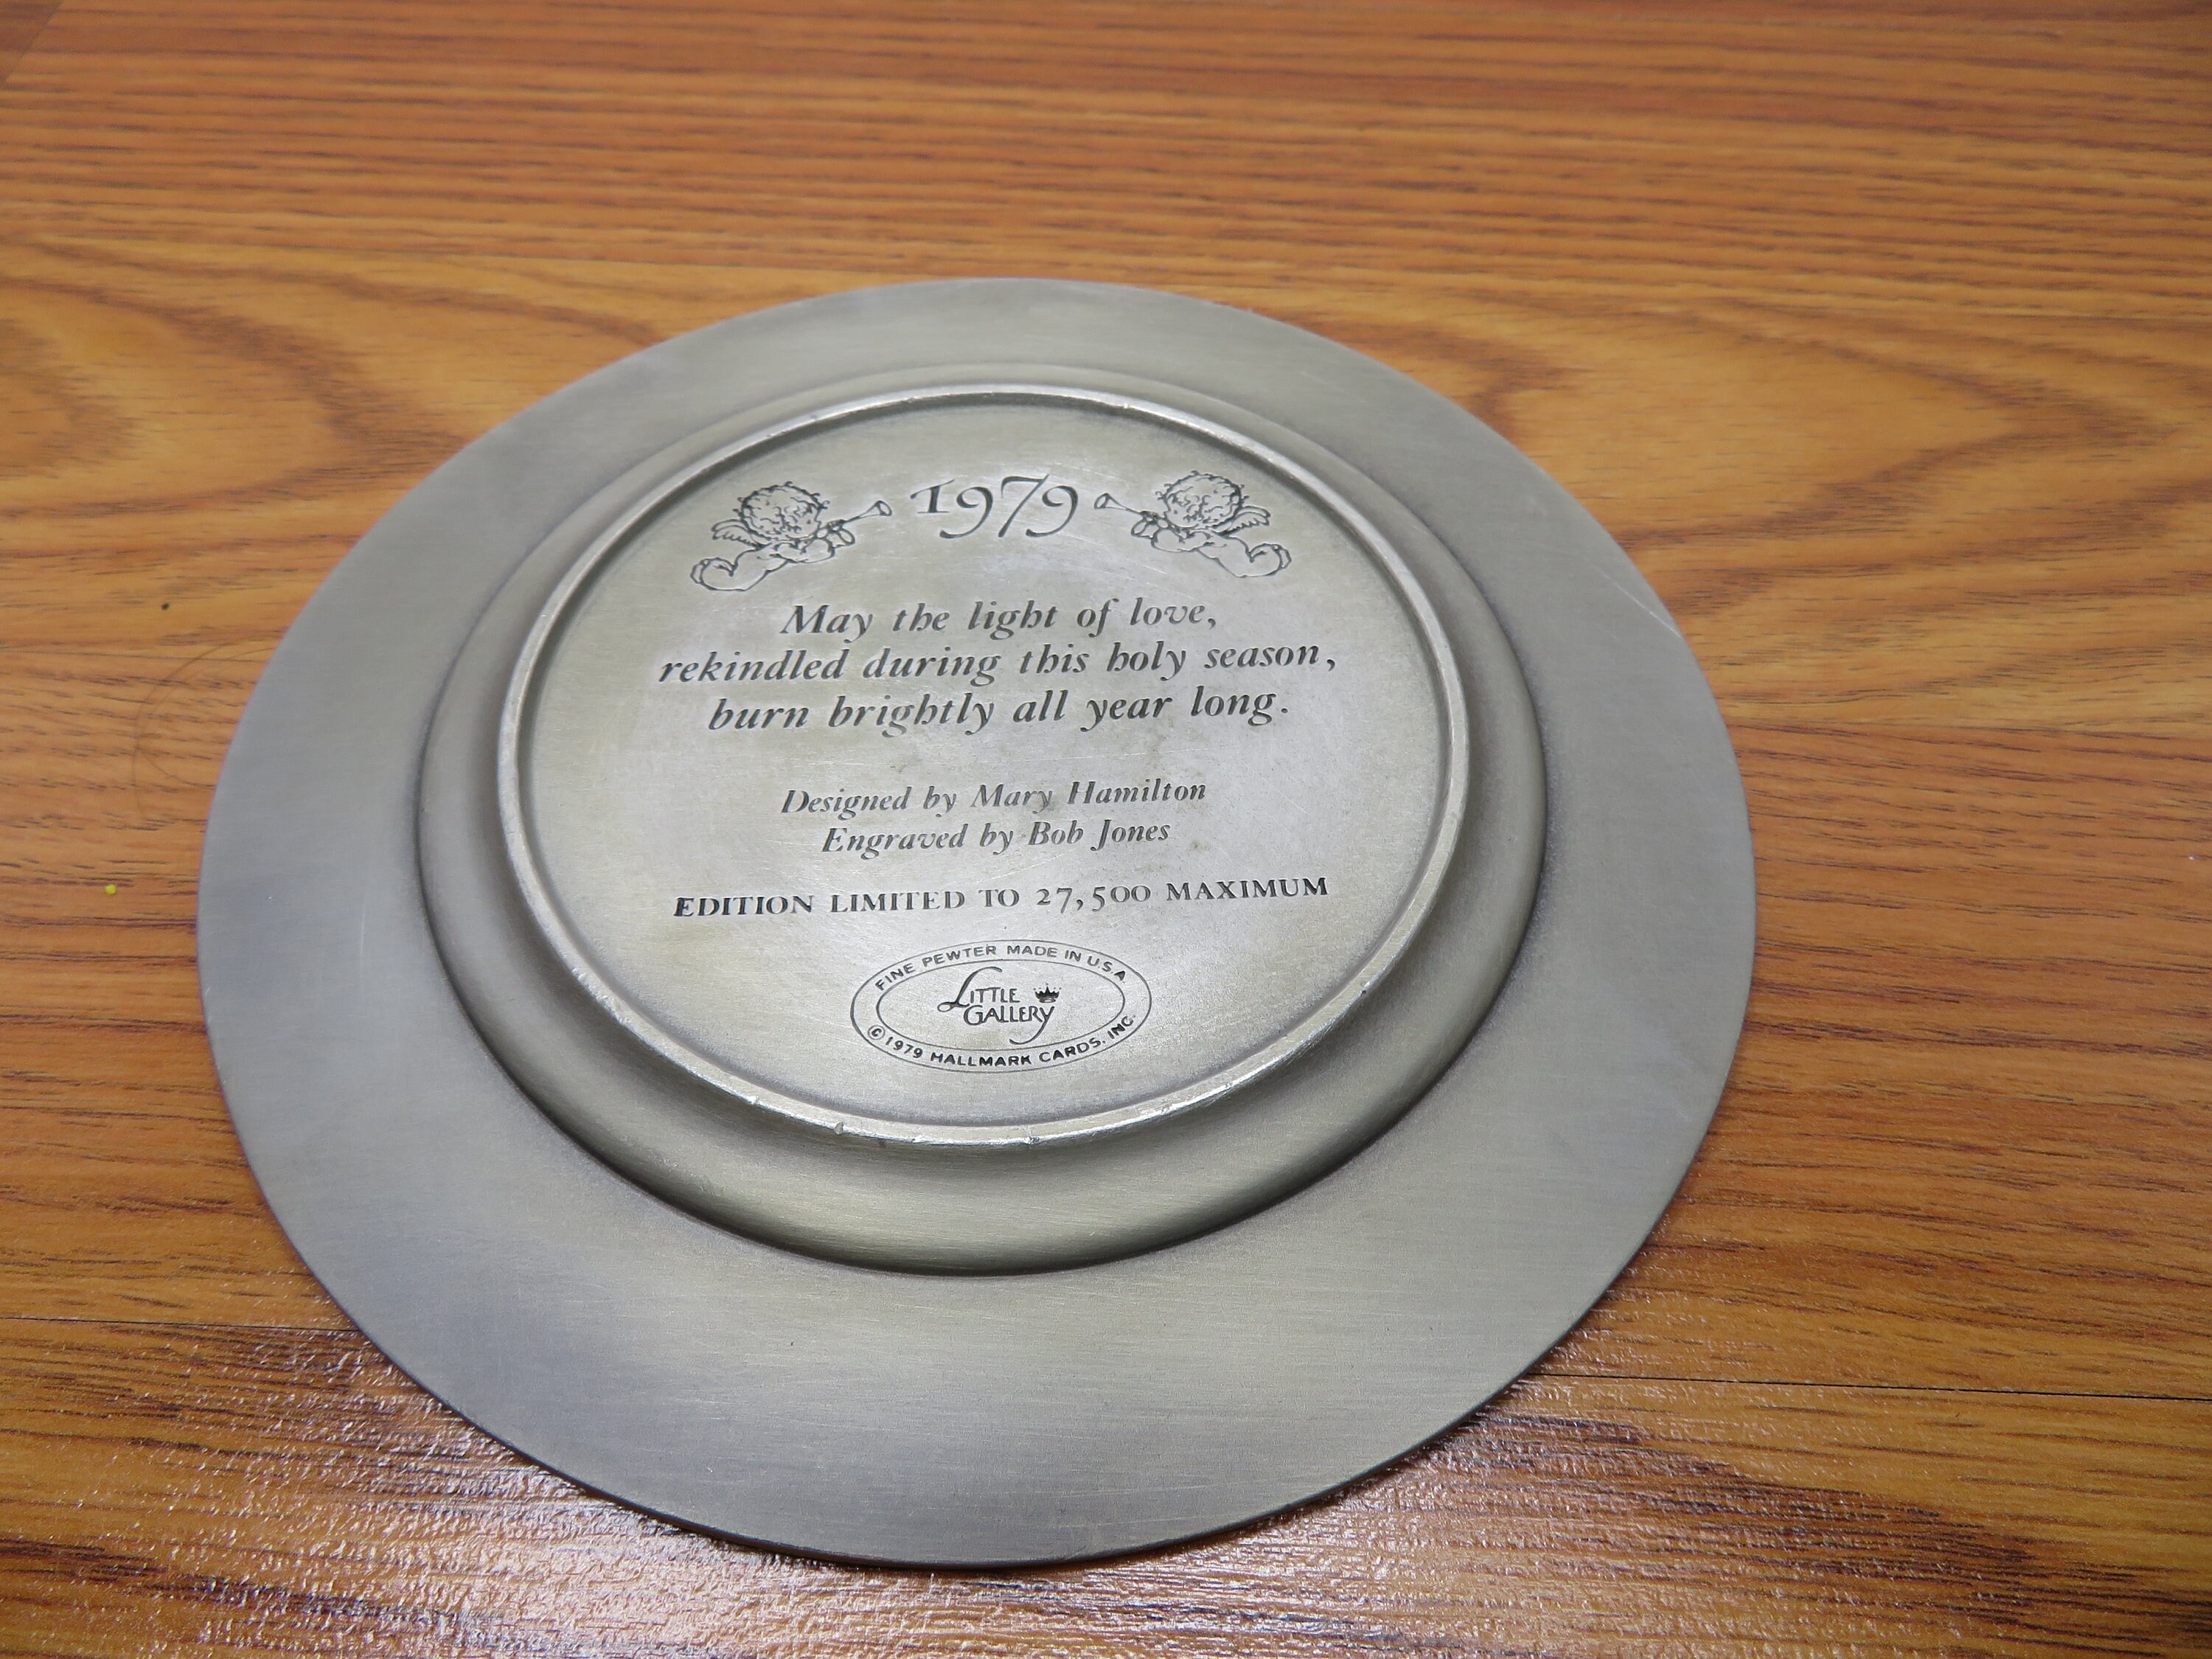 1979
May the light of love,
rekindled during this holy season,
burn brightly all year long.
Designed by Mary Hamilton
Engraved by Bob Jones
EDITION LIMITED TO 27,500 MAXIMUM
FINE PEWTER MADE IN U.S.A.
LITTLE
GALLERY
©1979 HALLMARK CARDS, INC.